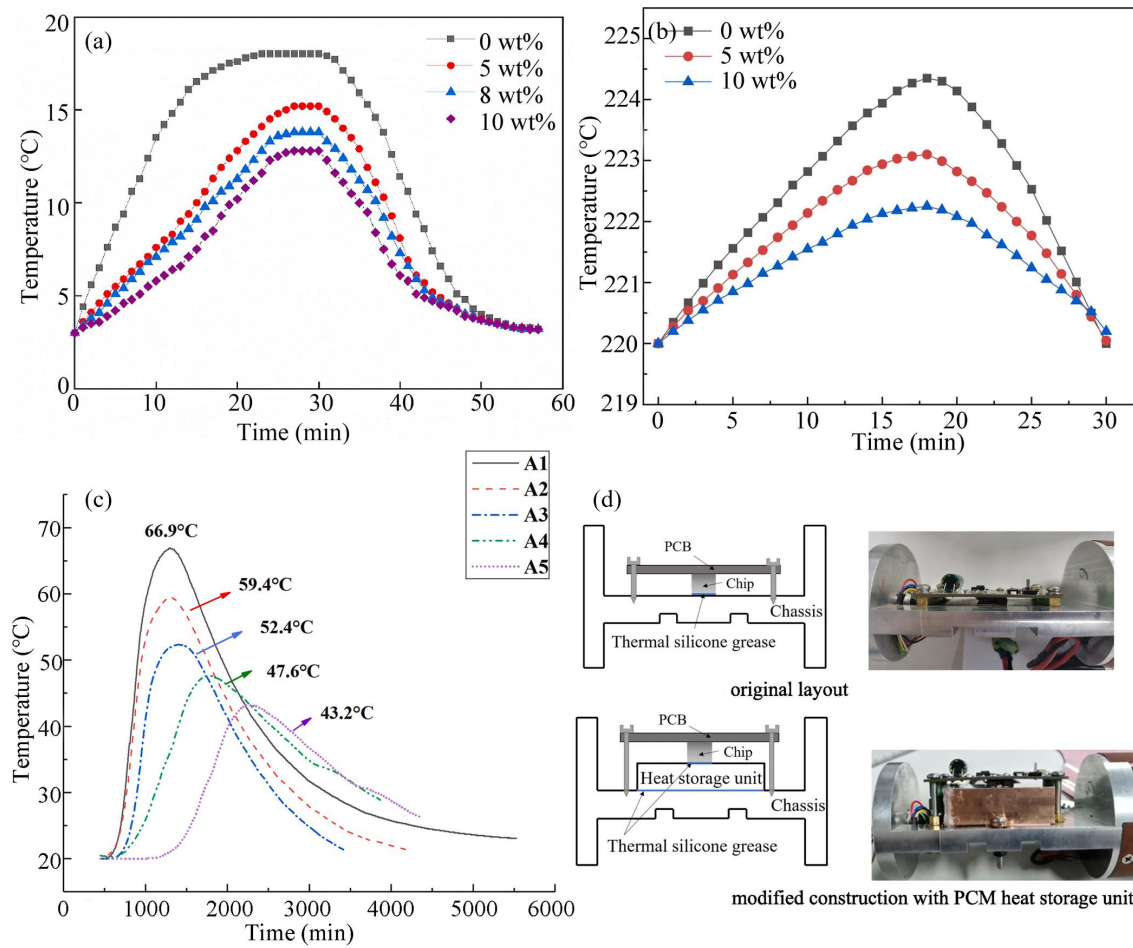 (a)
20
15
10
5
0
0
10
20
30
40
50
60
Temperature (°C)
Time (min)
0 wt%
5 wt%
8 wt%
10 wt%
(b)
225
224
223
222
221
220
219
0
5
10
15
20
25
30
Temperature (°C)
Time (min)
0 wt%
5 wt%
10 wt%
(c)
A1
A2
A3
A4
A5
70
60
50
40
30
20
0
1000
2000
3000
4000
5000
6000
Temperature (°C)
Time (min)
66.9°C
59.4°C
52.4°C
47.6°C
43.2°C
(d)
PCB
Chip
Chassis
Thermal silicone grease
original layout
PCB
Chip
Heat storage unit
Chassis
Thermal silicone grease
modified construction with PCM heat storage unit